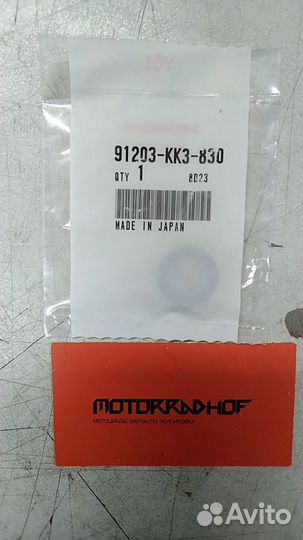 91203-KK3-830
QTY 1 8D23
MADE IN JAPAN
MOTORRADHOF
МОТОЦИКЛЫ, ЗАПЧАСТИ, ЭКИПИРОВКА
Avito